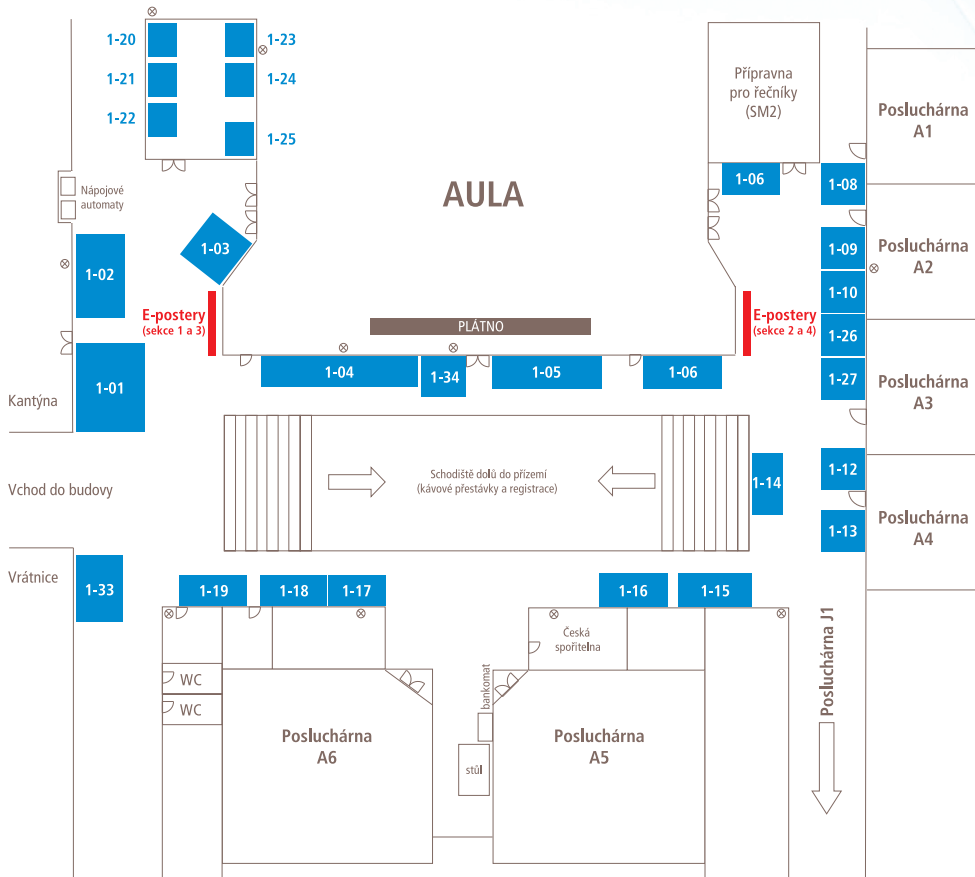 1-20
1-23
1-21
1-24
1-22
1-25
Přípravna
pro řečníky
(SM2)
Posluchárna
A1
Nápojové
automaty
AULA
1-06
1-08
1-03
1-02
1-09
Posluchárna
A2
1-10
E-postery
(sekce 1 a 3)
PLÁTNO
E-postery
(sekce 2 a 4)
1-26
1-01
1-04
1-34
1-05
1-06
1-27
Posluchárna
A3
Kantýna
Schodiště dolů do přízemí
(kávové přestávky a registrace)
1-14
1-12
Vchod do budovy
Posluchárna
A4
1-13
Vrátnice
1-33
1-19
1-18
1-17
1-16
1-15
Česká
spořitelna
WC
WC
bankomat
Posluchárna J1
Posluchárna
A6
Posluchárna
A5
stůl